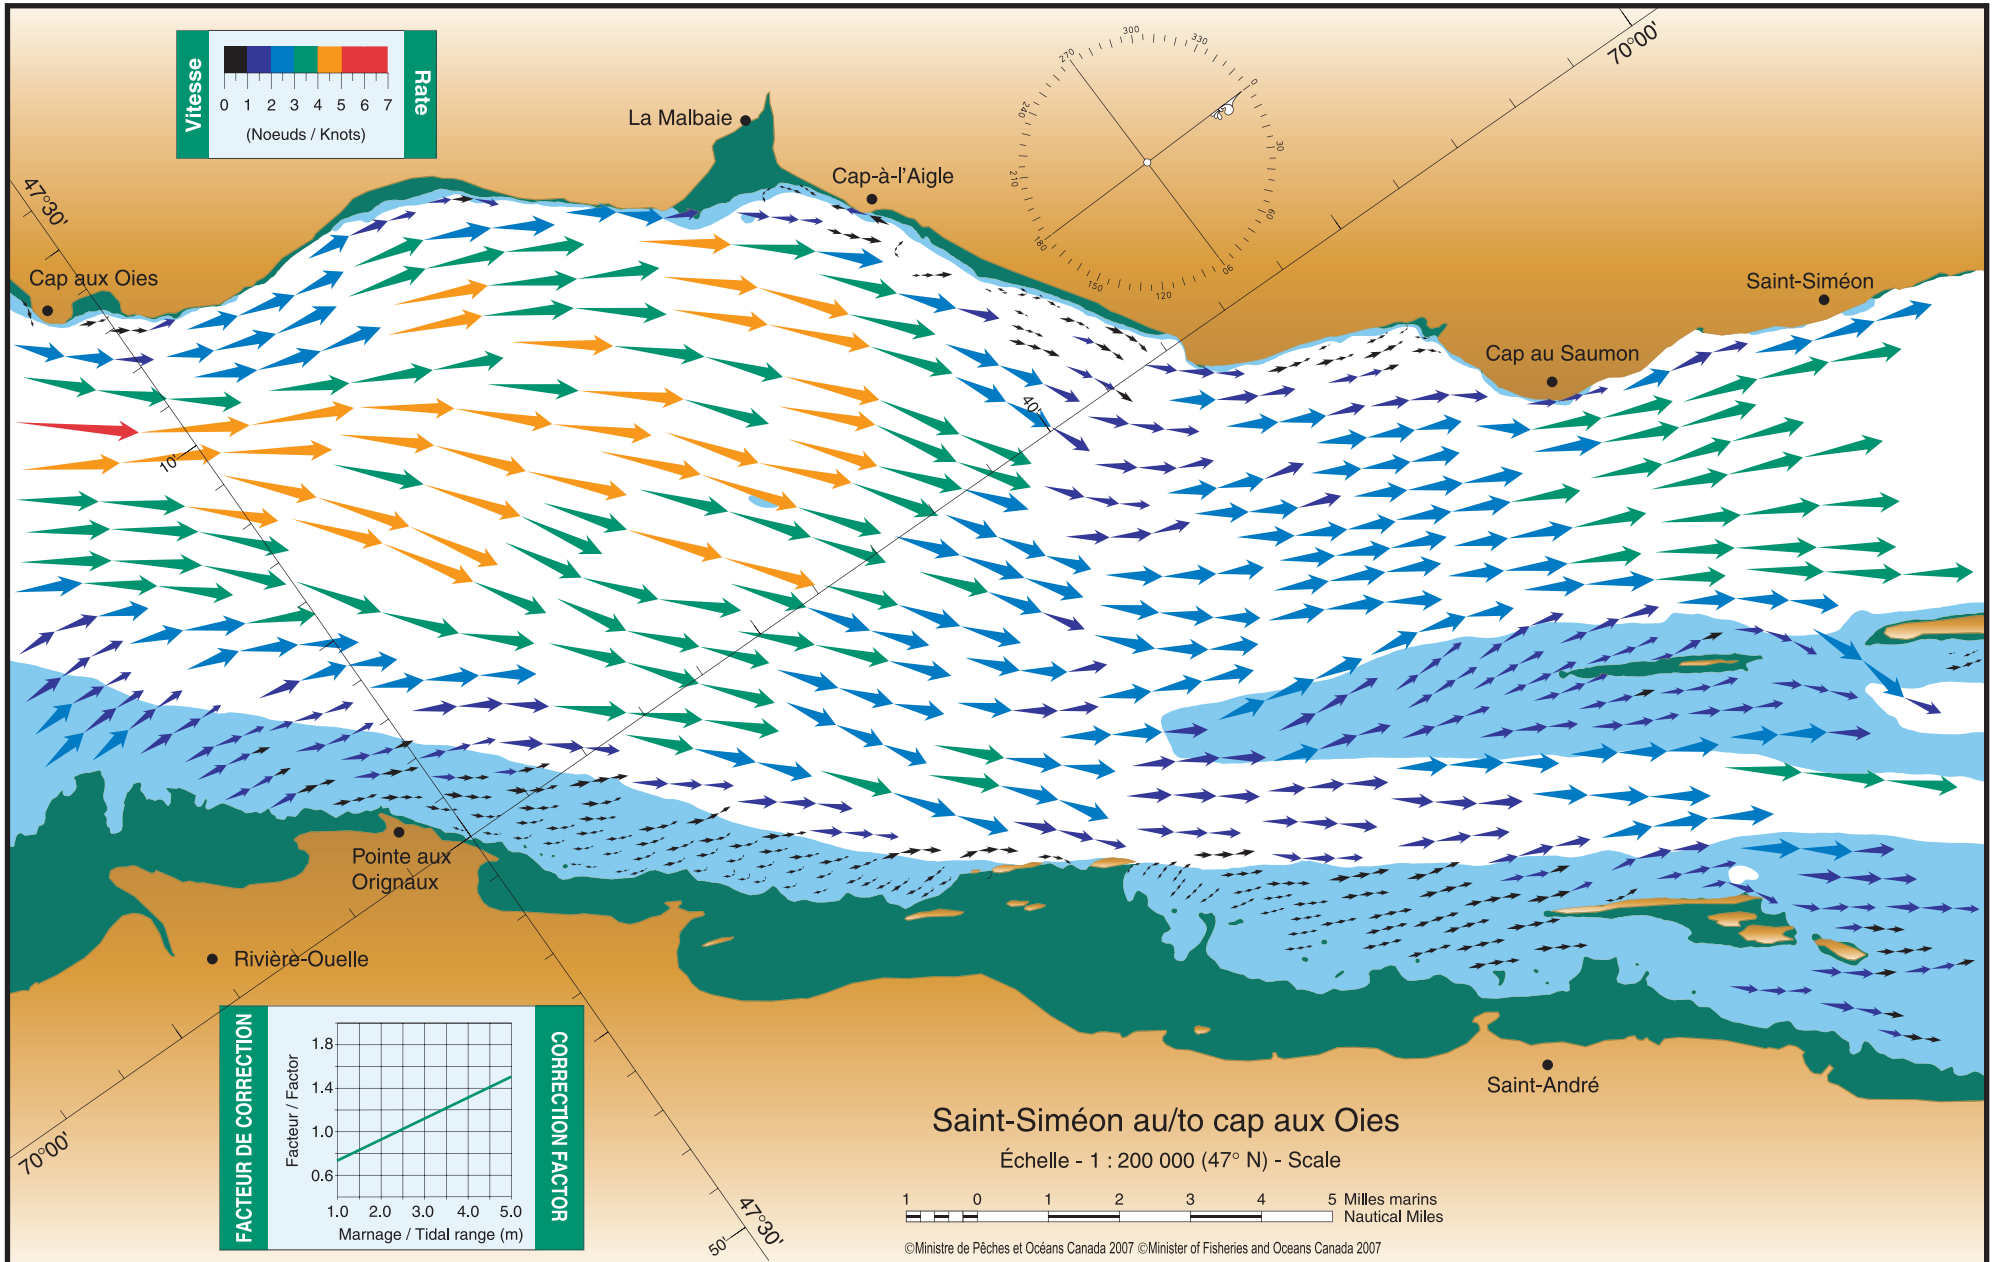 Vitesse
0 1 2 3 4 5 6 7
(Noeuds / Knots)
Rate
La Malbaie
Cap-à-l'Aigle
300
330
0
30
60
90
120
150
180
210
240
270
70°00'
47°30'
Cap aux Oies
Saint-Siméon
Cap au Saumon
40'
10'
Pointe aux
Orignaux
Rivière-Ouelle
Saint-André
70°00'
47°30'
50'
FACTEUR DE CORRECTION
Facteur / Factor
1.8
1.4
1.0
0.6
1.0 2.0 3.0 4.0 5.0
Marnage / Tidal range (m)
CORRECTION FACTOR
Saint-Siméon au/to cap aux Oies
Échelle - 1 : 200 000 (47° N) - Scale
1 0 1 2 3 4 5 Milles marins
Nautical Miles
©Ministre de Pêches et Océans Canada 2007 ©Minister of Fisheries and Oceans Canada 2007